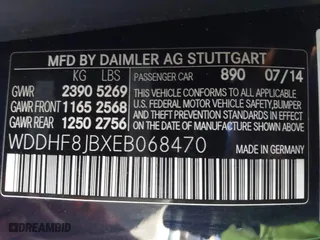 MFD BY DAIMLER AG STUTTGART
KG LBS PASSENGER CAR 890 07/14
GVWR 2390 5269 THIS VEHICLE CONFORMS TO ALL
GAWR FRONT 1165 2568 APPLICABLE U.S. FEDERAL MOTOR
GAWR REAR 1250 2756 VEHICLE SAFETY, BUMPER AND THEFT PREVENTION STANDARDS IN EFFECT ON THE DATE OF MANUFACTURE SHOWN ABOVE
WDDHF8JBXEB068470
MADE IN GERMANY
DREAMBID